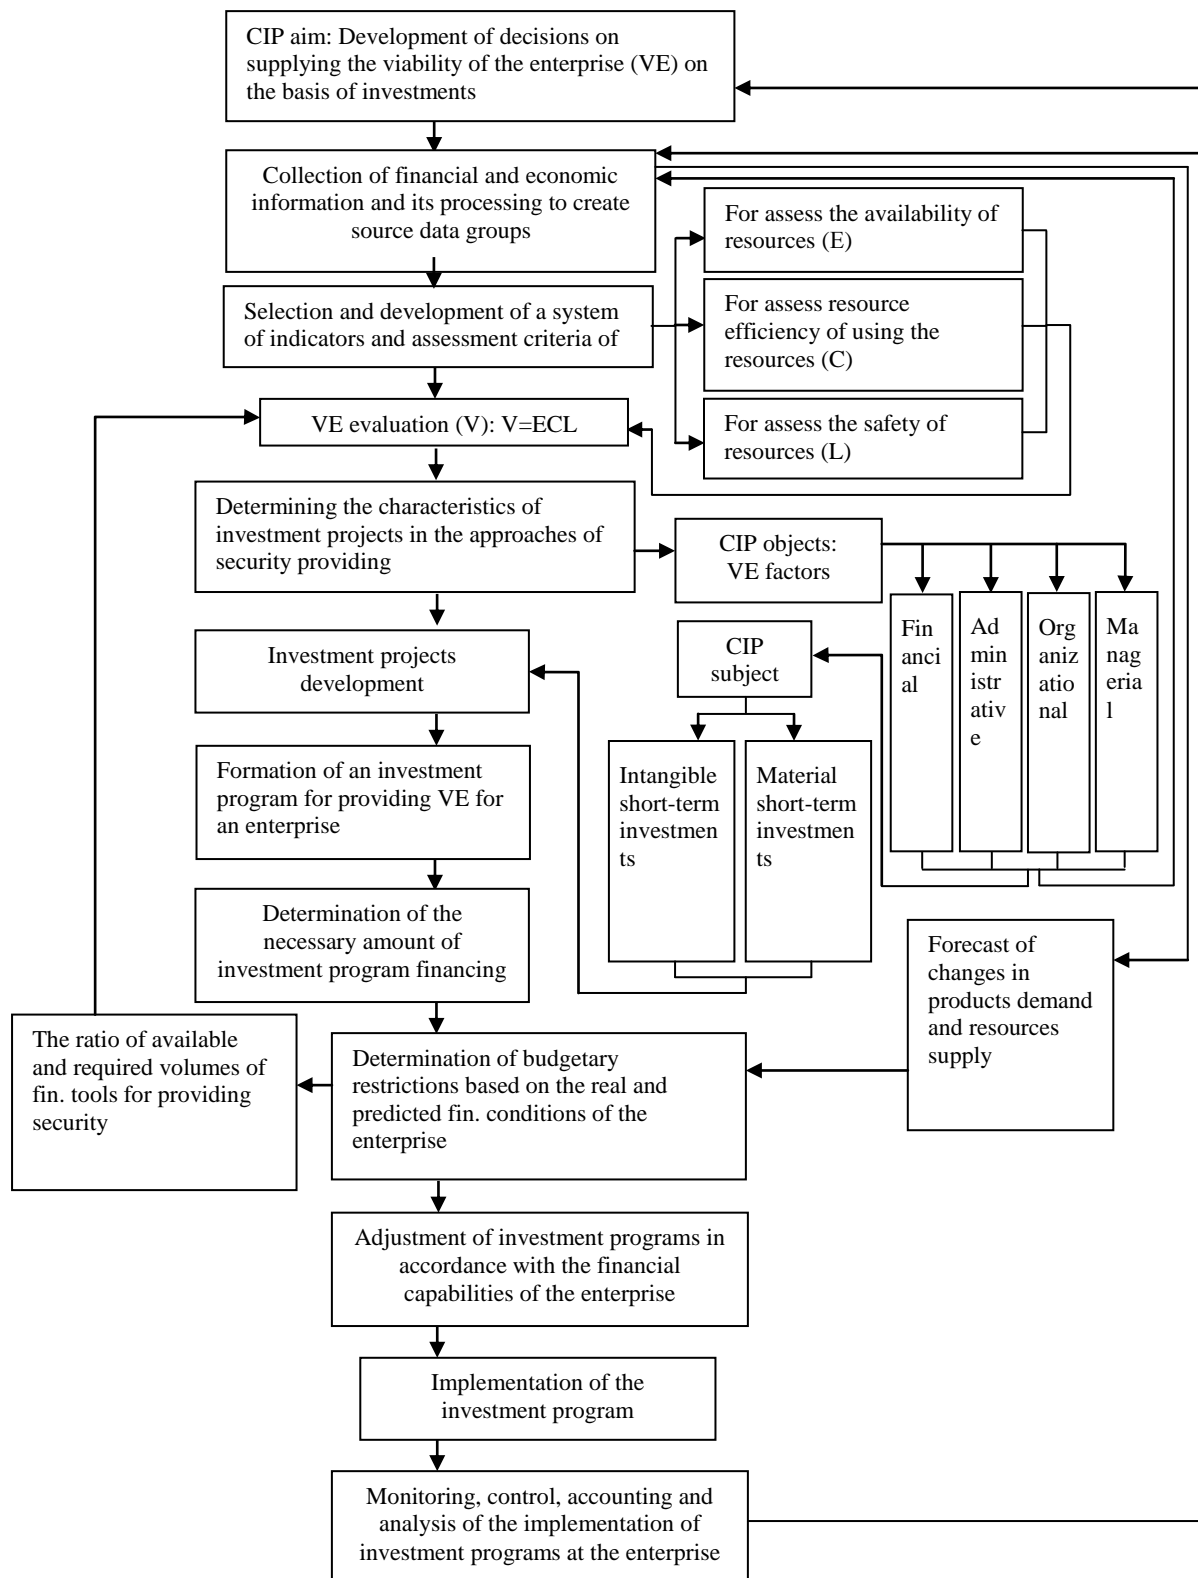 CIP aim: Development of decisions on
supplying the viability of the enterprise (VE) on
the basis of investments
Collection of financial and economic
information and its processing to create
source data groups
For assess the availability of
resources (E)
Selection and development of a system
of indicators and assessment criteria of
For assess resource
efficiency of using the
resources (C)
VE evaluation (V): V=ECL
For assess the safety of
resources (L)
Determining the characteristics of
investment projects in the approaches of
security providing
CIP objects:
VE factors
Fin
anci
al
Ad
min
istr
ativ
e
Org
aniz
atio
nal
Ma
nag
eria
l
CIP
subject
Investment projects
development
Intangible
short-term
investme
nts
Material
short-term
investme
nts
Formation of an investment
program for providing VE for
an enterprise
Determination of the
necessary amount of
investment program financing
Forecast of
changes in
products demand
and resources
supply
The ratio of available
and required volumes of
fin. tools for providing
security
Determination of budgetary
restrictions based on the real and
predicted fin. conditions of the
enterprise
Adjustment of investment programs in
accordance with the financial
capabilities of the enterprise
Implementation of the
investment program
Monitoring, control, accounting and
analysis of the implementation of
investment programs at the enterprise